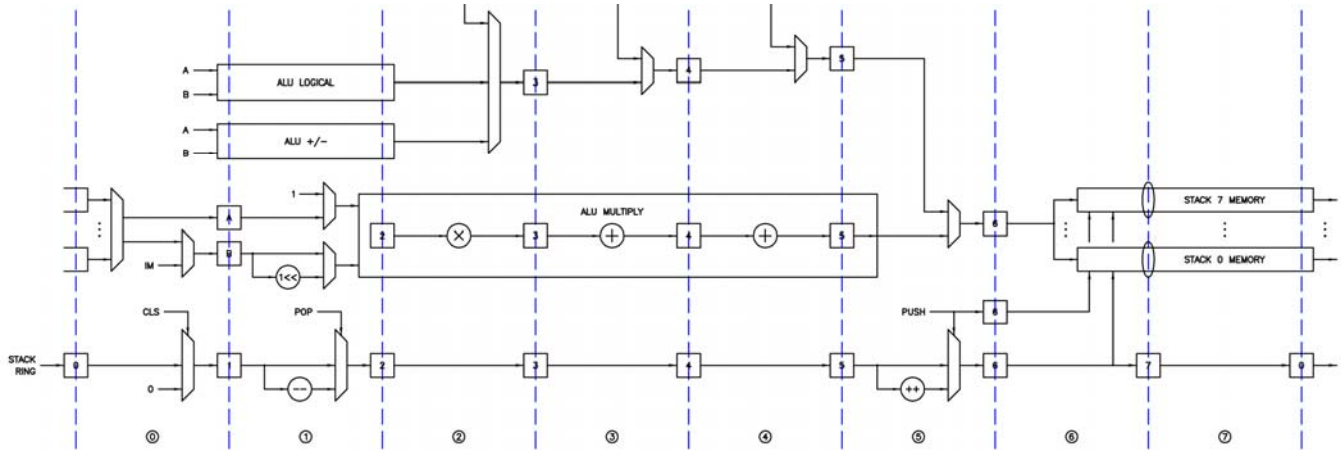 A
B
ALU LOGICAL
3
4
5
A
B
ALU +/-
1
ALU MULTIPLY
STACK 7 MEMORY
A
2
×
3
+
4
+
5
6
⋮
⋮
⋮
...
IM
B
1<<
STACK 0 MEMORY
CLS
POP
PUSH
6
STACK
RING
0
1
2
3
4
5
6
7
0
0
--
++
⓪
①
②
③
④
⑤
⑥
⑦